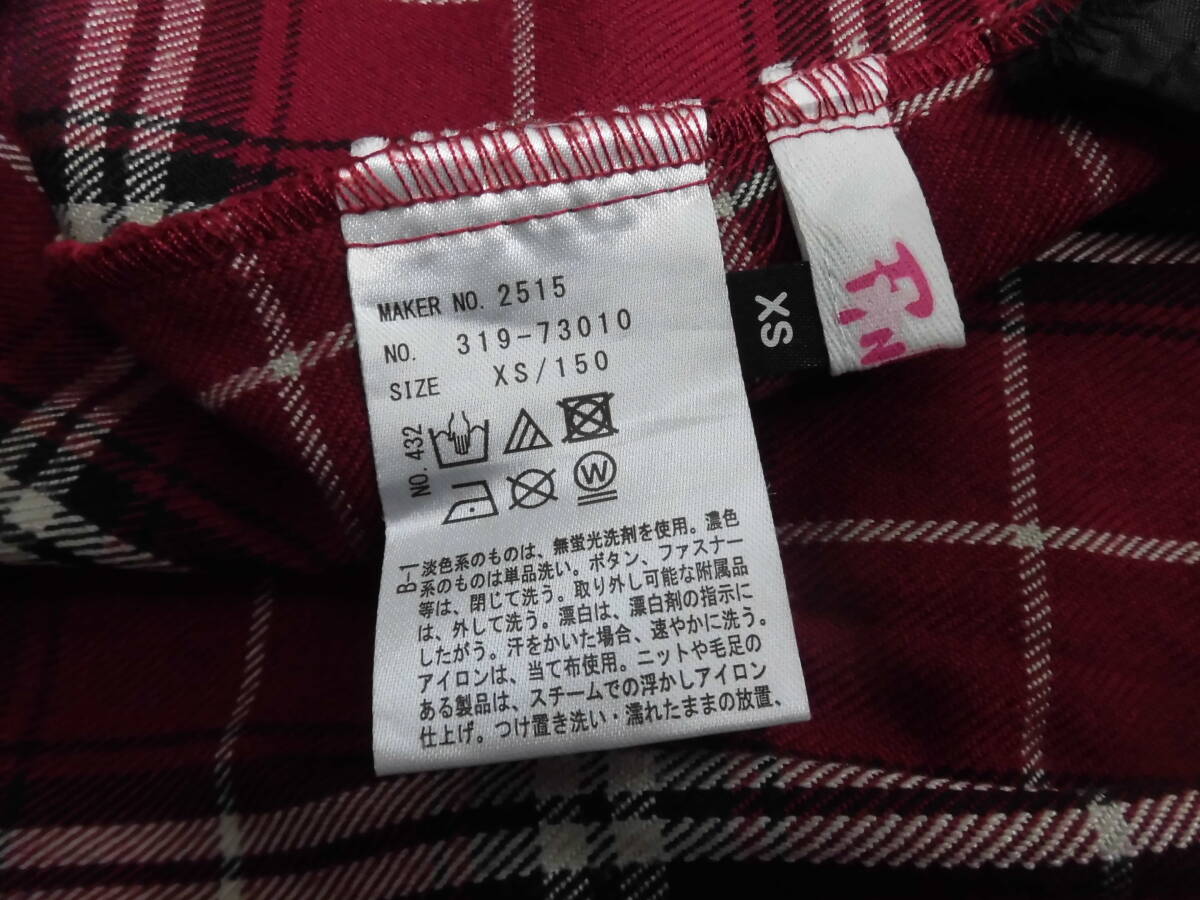 MAKER NO. 2515
NO. 319-73010
SIZE XS/150
NO.432
W
B-1 淡色系のものは、無蛍光洗剤を使用。濃色
系のものは単品洗い。ボタン、ファスナー
等は、閉じて洗う。取り外し可能な附属品
は、外して洗う。漂白は、漂白剤の指示に
したがう。汗をかいた場合、速やかに洗う。
アイロンは、当て布使用。ニットや毛足の
ある製品は、スチームでの浮かしアイロン
仕上げ。つけ置き洗い・濡れたままの放置、
XS